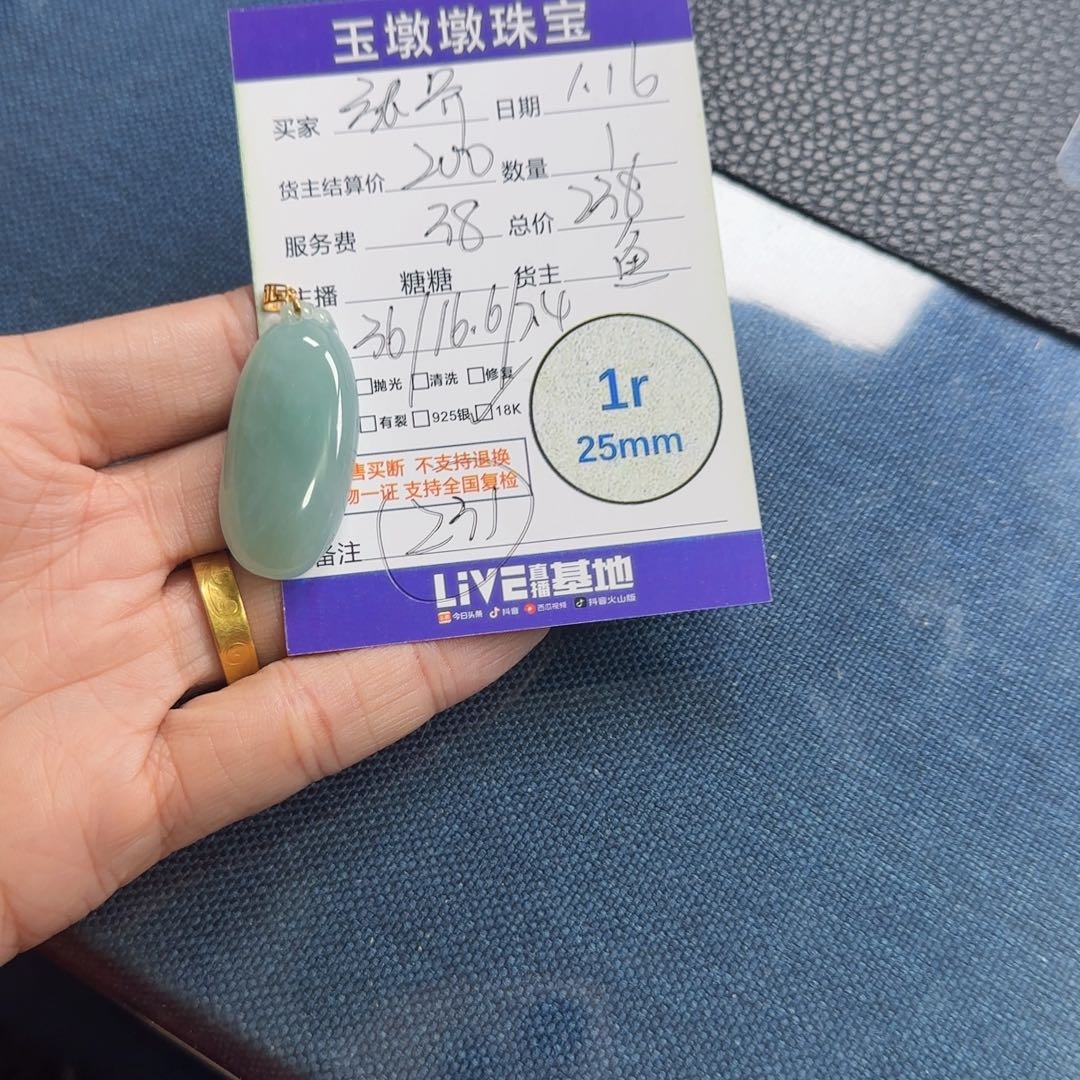 玉墩墩珠宝
买家 日期 1.16
货主结算价 200 数量 1
服务费 38 总价 238
主播 糖糖 货主 鱼
36/16.6/7.4
抛光 清洗 修复
有裂 925银 18K
1r
25mm
售买断 不支持退换
物一证 支持全国复检
备注 231
LiVE直播基地
今日头条 抖音 西瓜视频 抖音火山版